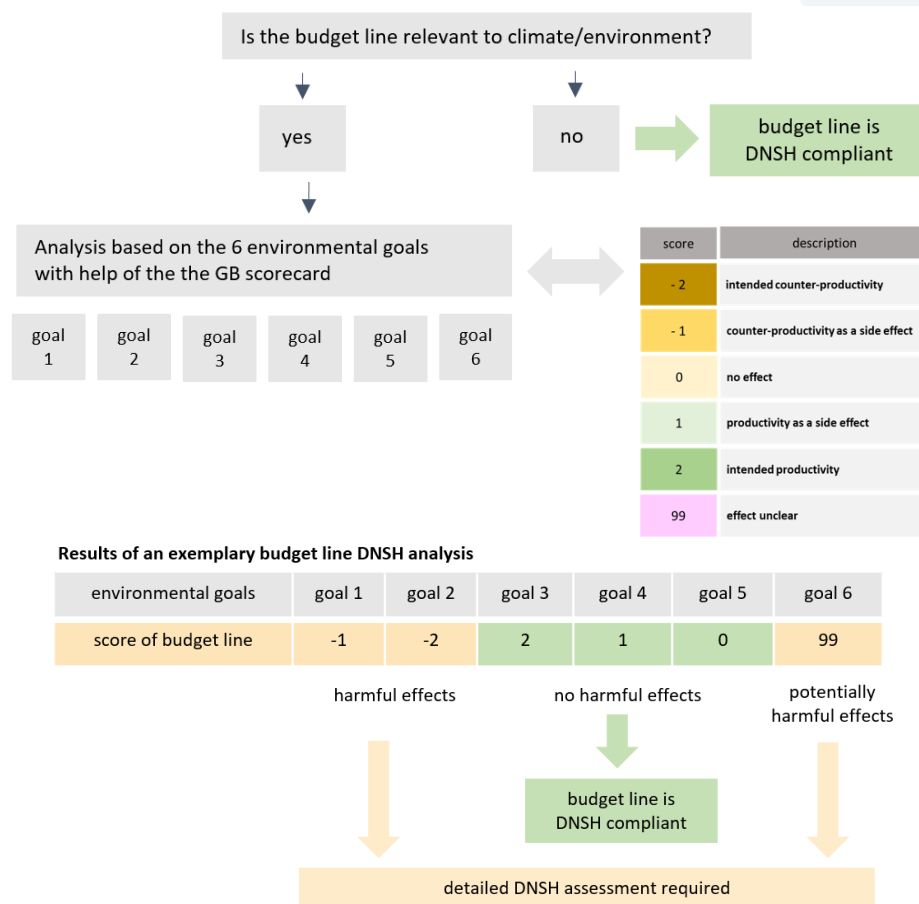 Is the budget line relevant to climate/environment?
yes
no
budget line is
DNSH compliant
Analysis based on the 6 environmental goals
with help of the the GB scorecard
goal
1
goal
2
goal
3
goal
4
goal
5
goal
6
score description
- 2 intended counter-productivity
- 1 counter-productivity as a side effect
0 no effect
1 productivity as a side effect
2 intended productivity
99 effect unclear
Results of an exemplary budget line DNSH analysis
environmental goals goal 1 goal 2 goal 3 goal 4 goal 5 goal 6
score of budget line -1 -2 2 1 0 99
harmful effects
no harmful effects
potentially
harmful effects
budget line is
DNSH compliant
detailed DNSH assessment required